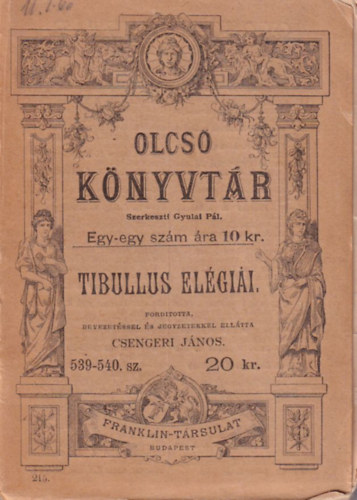 OLCSÓ
KÖNYVTÁR
Szerkeszti Gyulai Pál.
Egy-egy szám ára 10 kr.
TIBULLUS ELÉGIÁI.
FORDITOTTA,
BEVEZETÉSSEL ÉS JEGYZETEKKEL ELLÁTTA
CSENGERI JÁNOS.
539-540. sz. 20 kr.
FRANKLIN-TÁRSULAT
BUDAPEST
215.